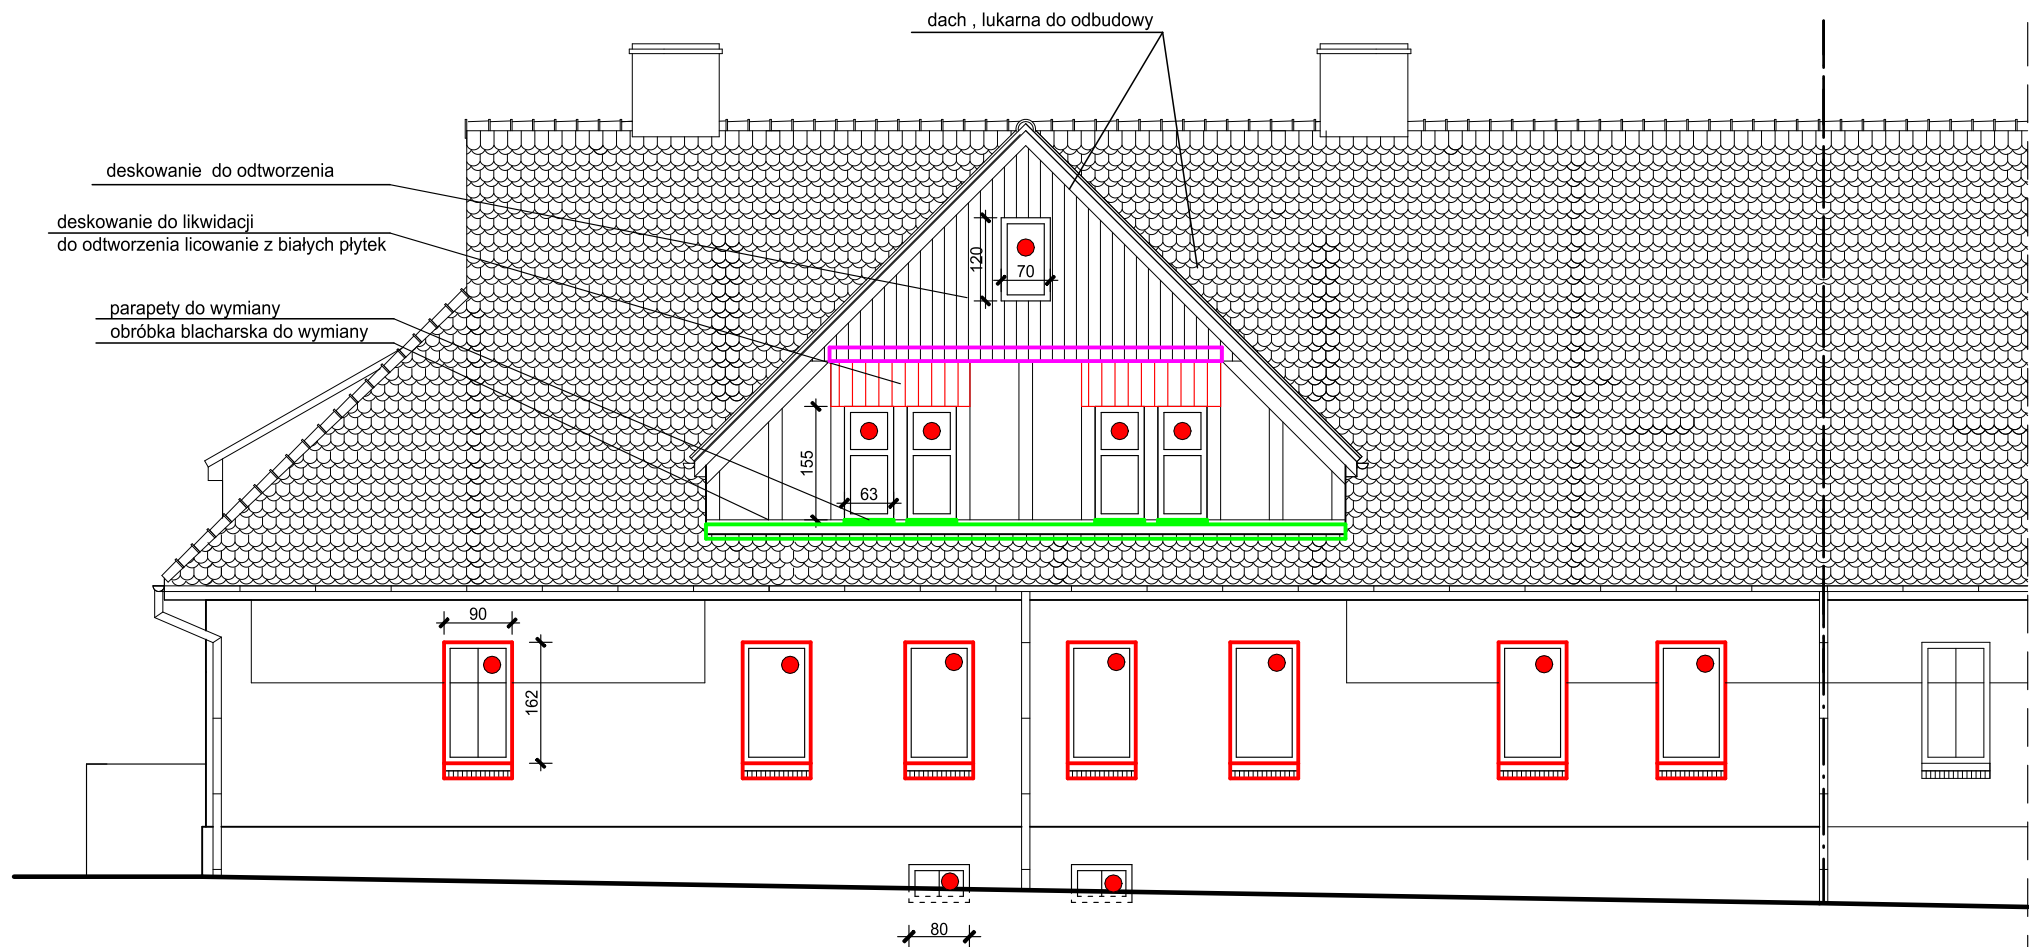 dach , lukarna do odbudowy
deskowanie do odtworzenia
deskowanie do likwidacji
do odtworzenia licowanie z białych płytek
parapety do wymiany
obróbka blacharska do wymiany
120
70
155
63
90
162
80